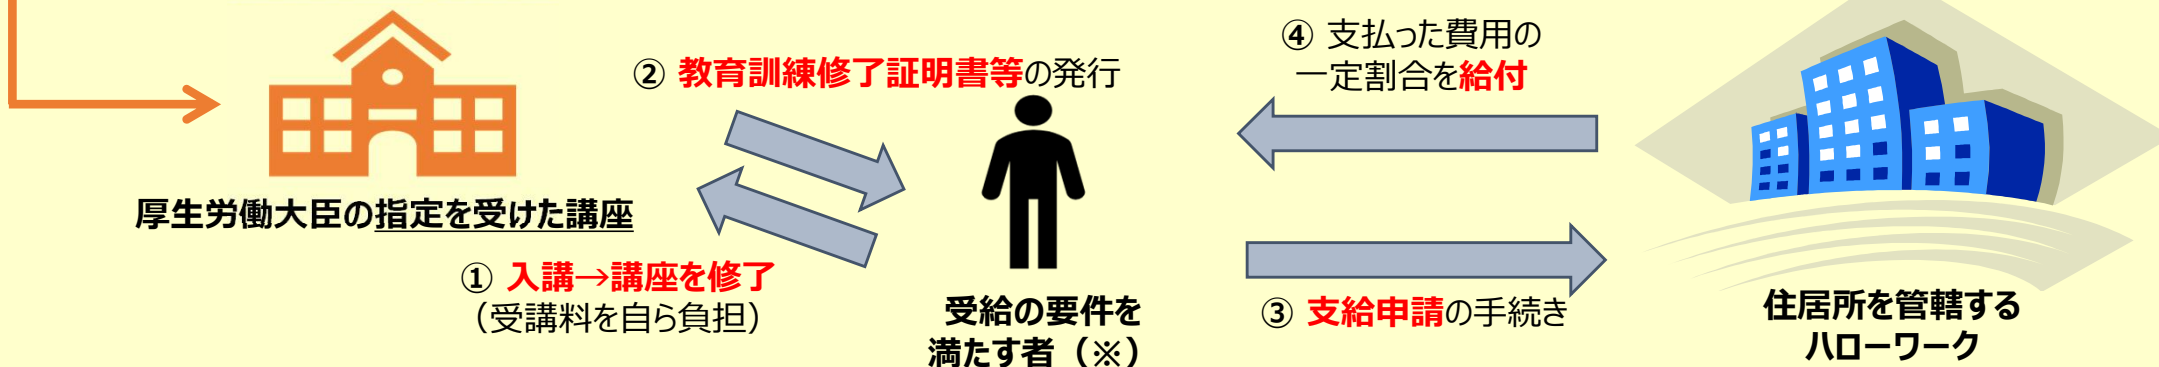 厚生労働大臣の指定を受けた講座
① 入講→講座を修了
（受講料を自ら負担）
② 教育訓練修了証明書等の発行
受給の要件を
満たす者（※）
③ 支給申請の手続き
④ 支払った費用の
一定割合を給付
住居所を管轄する
ハローワーク